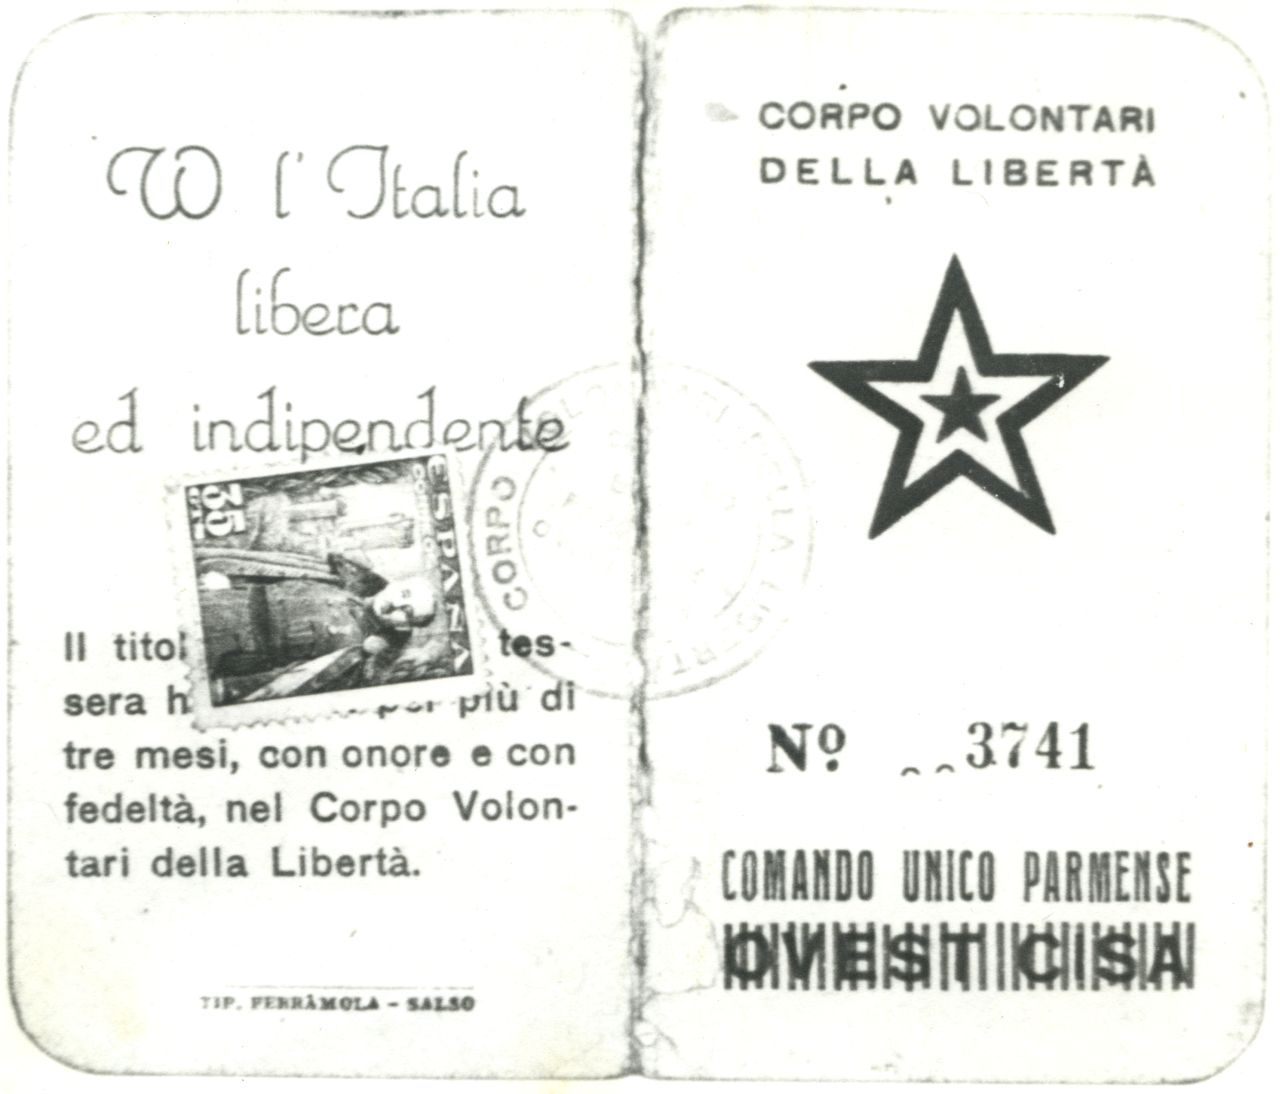 W l'Italia
libera
ed indipendente
35
ESPAÑA
CORPO
Il titol tes-
sera h per più di
tre mesi, con onore e con
fedeltà, nel Corpo Volon-
tari della Libertà.
TIP. FERRAMOLA - SALSO
CORPO VOLONTARI
DELLA LIBERTÀ
Nº 3741
COMANDO UNICO PARMENSE
OVEST CISA